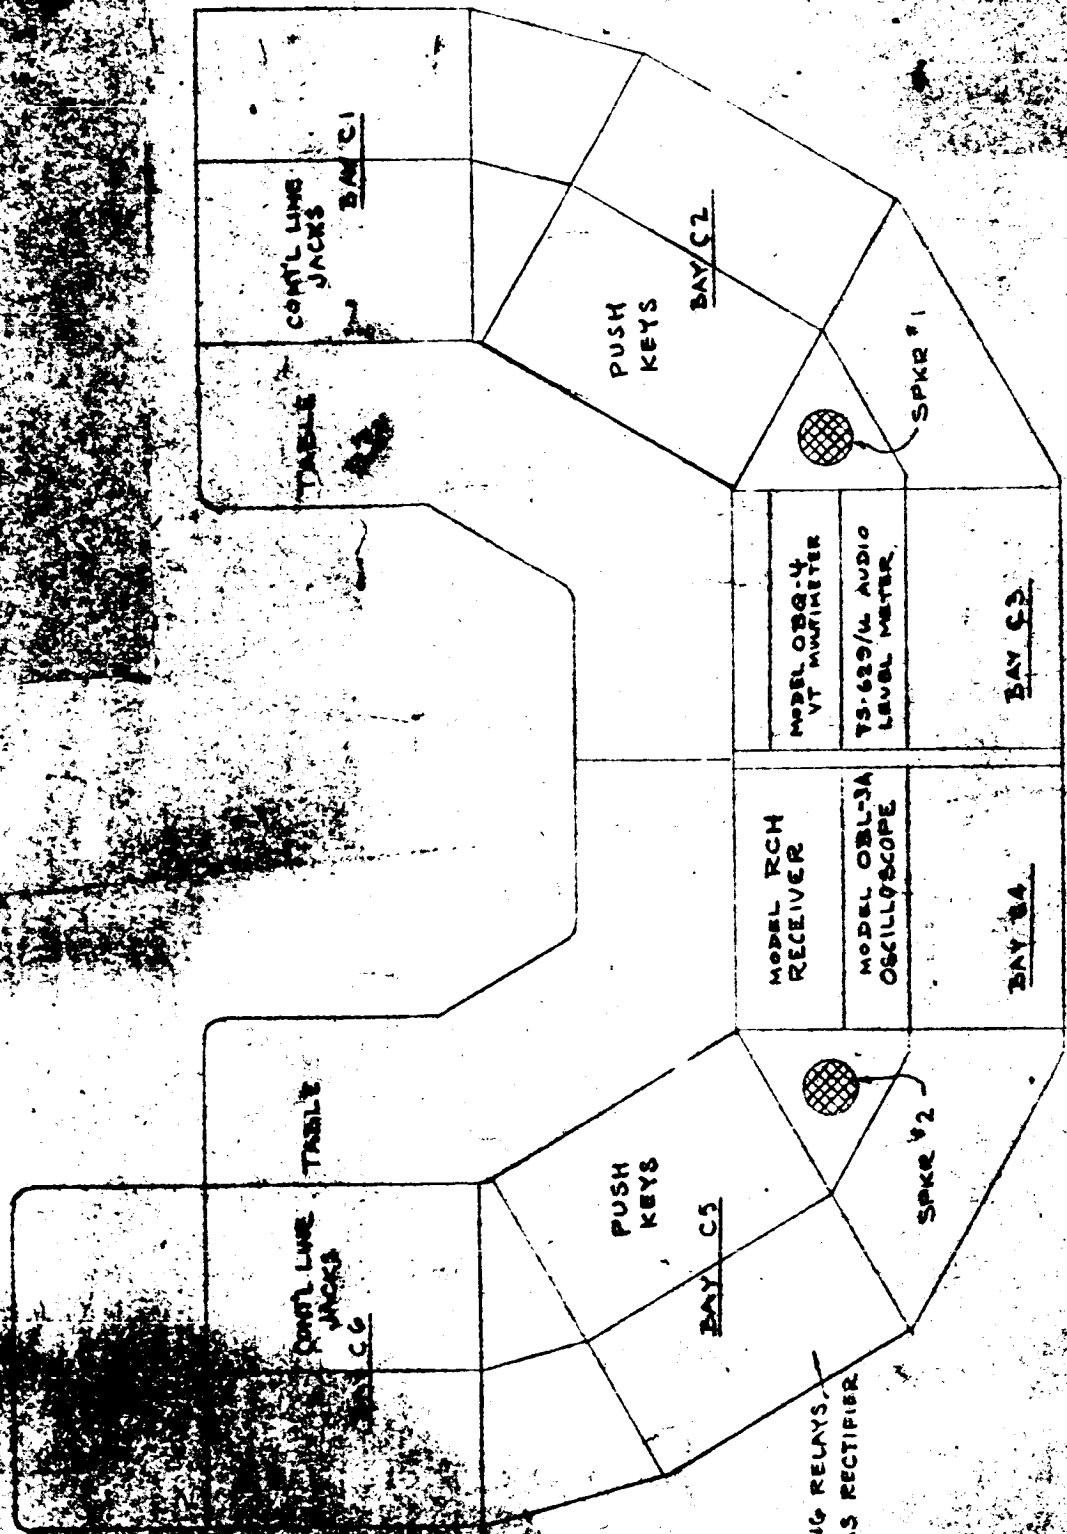 CONT'L LINE
JACKS
BAY C6
TABLE
PUSH
KEYS
BAY C5
RELAYS,
RECTIFIER
SPKR #2
MODEL RCH
RECEIVER
MODEL OBL-3A
OSCILLOSCOPE
BAY C4
MODEL OBQ-4
VT MULTIMETER
TS-629/U AUDIO
LEVEL METER
BAY C3
SPKR #1
PUSH
KEYS
BAY C2
TABLE
CONT'L LINE
JACKS
BAY C1